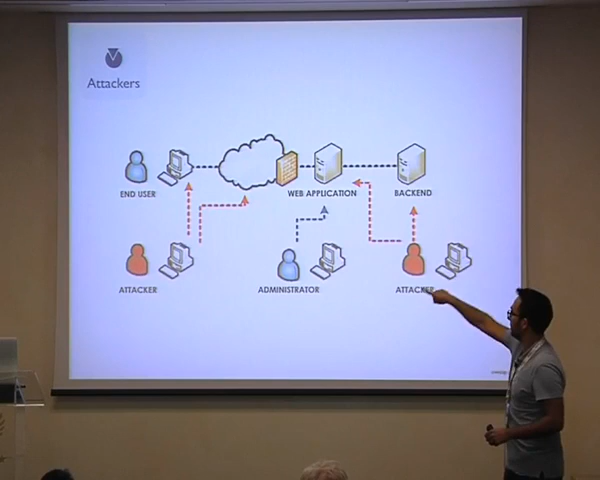 Attackers
END USER
WEB APPLICATION
BACKEND
ATTACKER
ADMINISTRATOR
ATTACKER